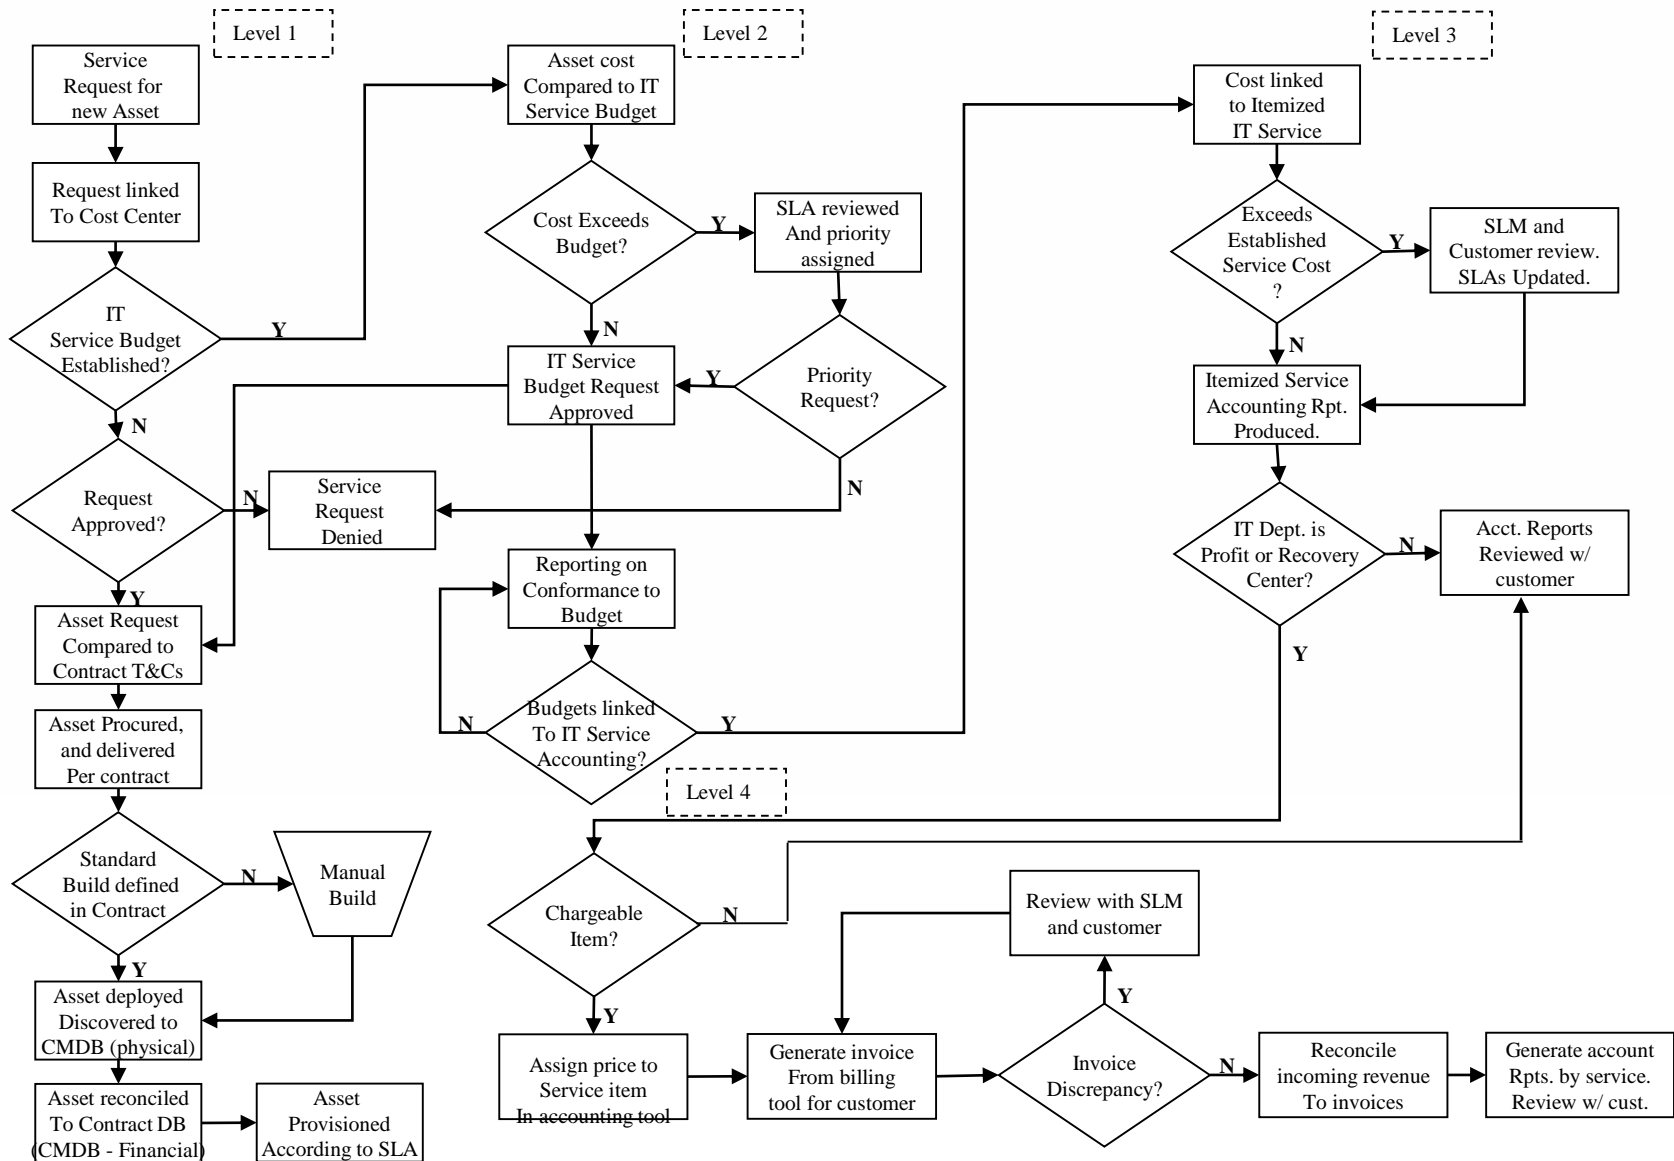 Level 1
Service
Request for
new Asset
Request linked
To Cost Center
IT
Service Budget
Established?
Y
N
Request
Approved?
N
Service
Request
Denied
Y
Asset Request
Compared to
Contract T&Cs
Asset Procured,
and delivered
Per contract
Standard
Build defined
in Contract
N
Manual
Build
Y
Asset deployed
Discovered to
CMDB (physical)
Asset reconciled
To Contract DB
(CMDB - Financial)
Asset
Provisioned
According to SLA
Level 2
Asset cost
Compared to IT
Service Budget
Cost Exceeds
Budget?
Y
SLA reviewed
And priority
assigned
N
IT Service
Budget Request
Approved
Y
Priority
Request?
N
Reporting on
Conformance to
Budget
Budgets linked
To IT Service
Accounting?
N
Y
Level 3
Cost linked
to Itemized
IT Service
Exceeds
Established
Service Cost
?
Y
SLM and
Customer review.
SLAs Updated.
N
Itemized Service
Accounting Rpt.
Produced.
IT Dept. is
Profit or Recovery
Center?
N
Acct. Reports
Reviewed w/
customer
Y
Level 4
Chargeable
Item?
N
Y
Assign price to
Service item
In accounting tool
Generate invoice
From billing
tool for customer
Review with SLM
and customer
Y
Invoice
Discrepancy?
N
Reconcile
incoming revenue
To invoices
Generate account
Rpts. by service.
Review w/ cust.